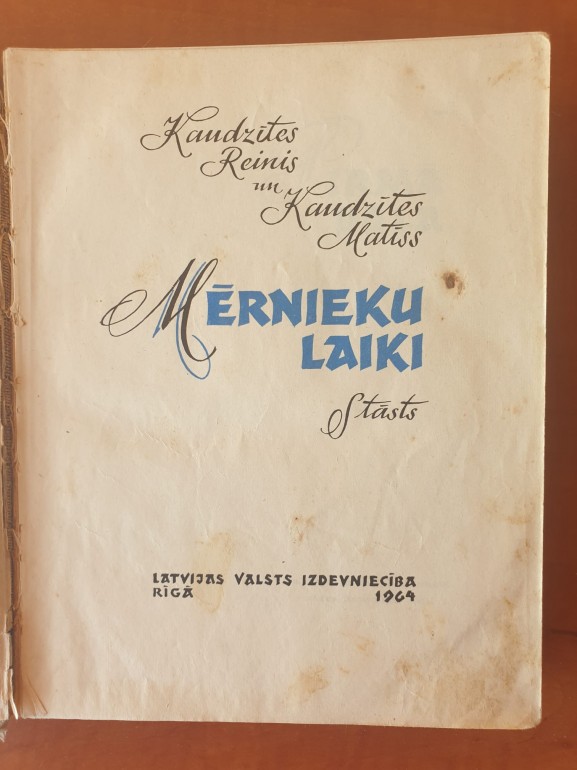 Kaudzītes
Reinis
un
Kaudzītes
Matīss
MĒRNIEKU
LAIKI
Stāsts
LATVIJAS VALSTS IZDEVNIECĪBA
RĪGĀ 1964